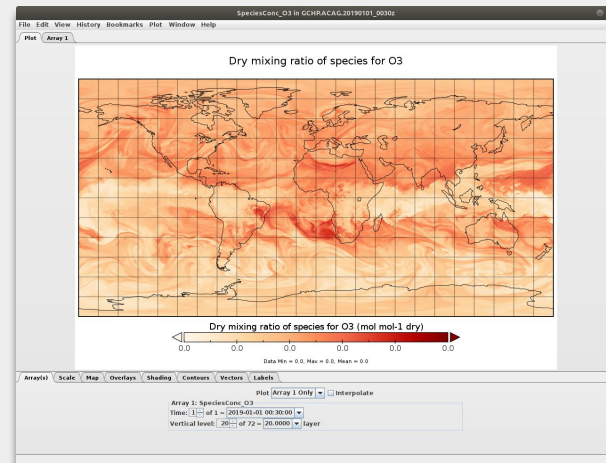 SpeciesConc_O3 in GCHP.ACAG.20190101_0030z
File Edit View History Bookmarks Plot Window Help
Plot Array 1
Dry mixing ratio of species for O3
Dry mixing ratio of species for O3 (mol mol-1 dry)
0.0 0.0 0.0 0.0 0.0 0.0
Data Min = 0.0, Max = 0.0, Mean = 0.0
Array(s) Scale Map Overlays Shading Contours Vectors Labels
Plot Array 1 Only Interpolate
Array 1: SpeciesConc_O3
Time: 1 of 1 = 2019-01-01 00:30:00
Vertical level: 20 of 72 = 20.0000 layer